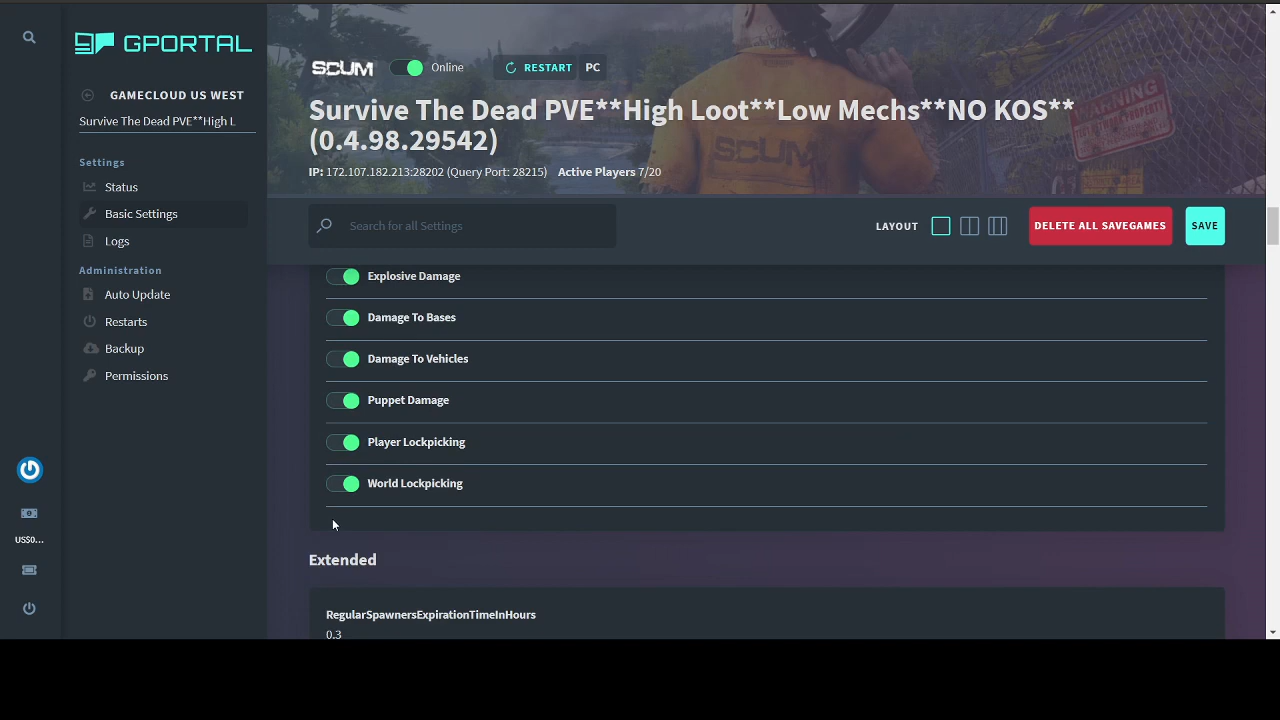 GPORTAL
GAMECLOUD US WEST
Survive The Dead PVE**High L
Settings
Status
Basic Settings
Logs
Administration
Auto Update
Restarts
Backup
Permissions
US$0...
SCUM
Online
RESTART
PC
Survive The Dead PVE**High Loot**Low Mechs**NO KOS**
(0.4.98.29542)
IP: 172.107.182.213:28202 (Query Port: 28215) Active Players 7/20
WARNING
SCUM
Search for all Settings
LAYOUT
DELETE ALL SAVEGAMES
SAVE
Explosive Damage
Damage To Bases
Damage To Vehicles
Puppet Damage
Player Lockpicking
World Lockpicking
Extended
RegularSpawnersExpirationTimeInHours
0.3